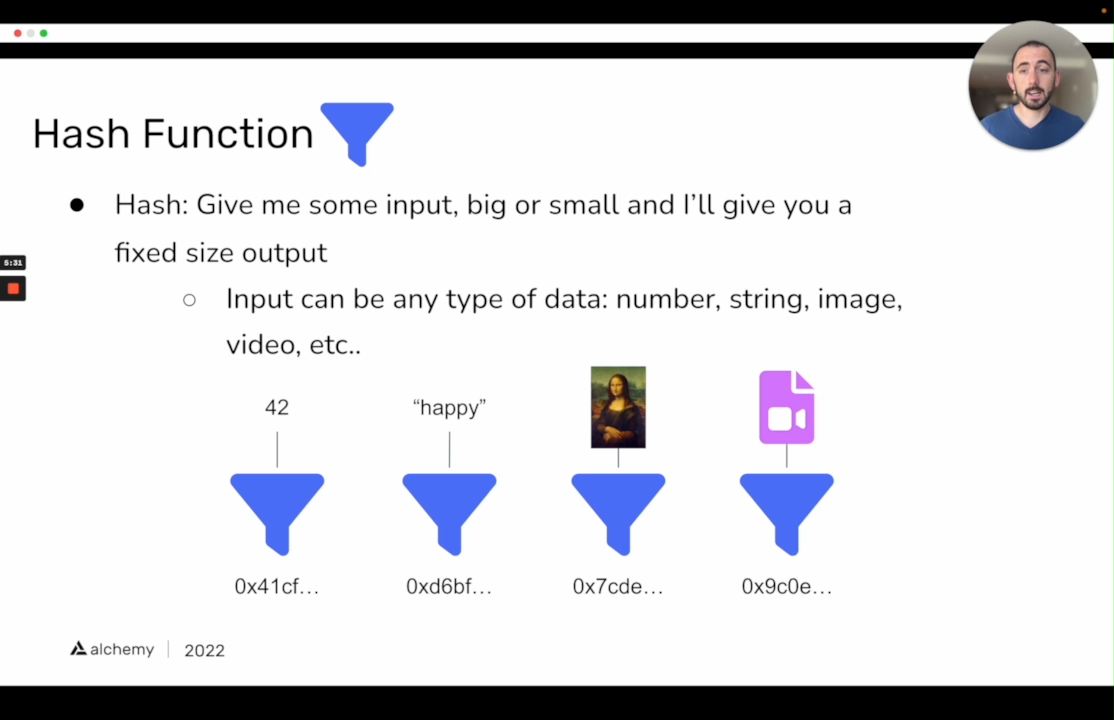 Hash Function
● Hash: Give me some input, big or small and I’ll give you a
fixed size output
○ Input can be any type of data: number, string, image,
video, etc..
42
“happy”
0x41cf…
0xd6bf…
0x7cde…
0x9c0e…
alchemy | 2022
5:31